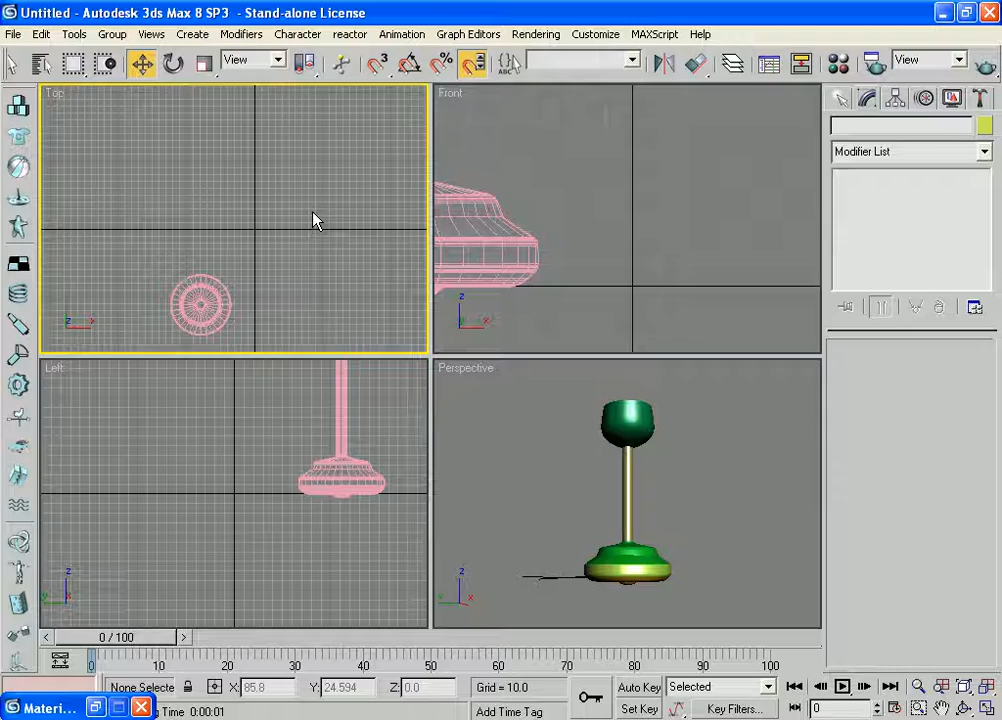 Untitled - Autodesk 3ds Max 8 SP3 - Stand-alone License
File Edit Tools Group Views Create Modifiers Character reactor Animation Graph Editors Rendering Customize MAXScript Help
View
View
Top
Front
Modifier List
z x
z
x
Left
Perspective
z
y x
z
y x
0 / 100
0 10 20 30 40 50 60 70 80 90 100
None Selecte X: 85.8 Y: 24.594 Z: 0.0 Grid = 10.0 Auto Key Selected
Materi... Time: 0:00:01 Add Time Tag Set Key Key Filters... 0